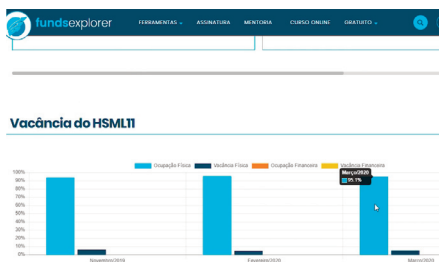 fundsexplorer
FERRAMENTAS
ASSINATURA
MENTORIA
CURSO ONLINE
GRATUITO
Vacância do HSML11
Ocupação Física
Vacância Física
Ocupação Financeira
Vacância Financeira
Março/2020
95.1%
100%
90%
80%
70%
60%
50%
40%
30%
20%
10%
Novembro/2019
Fevereiro/2020
Março/2020